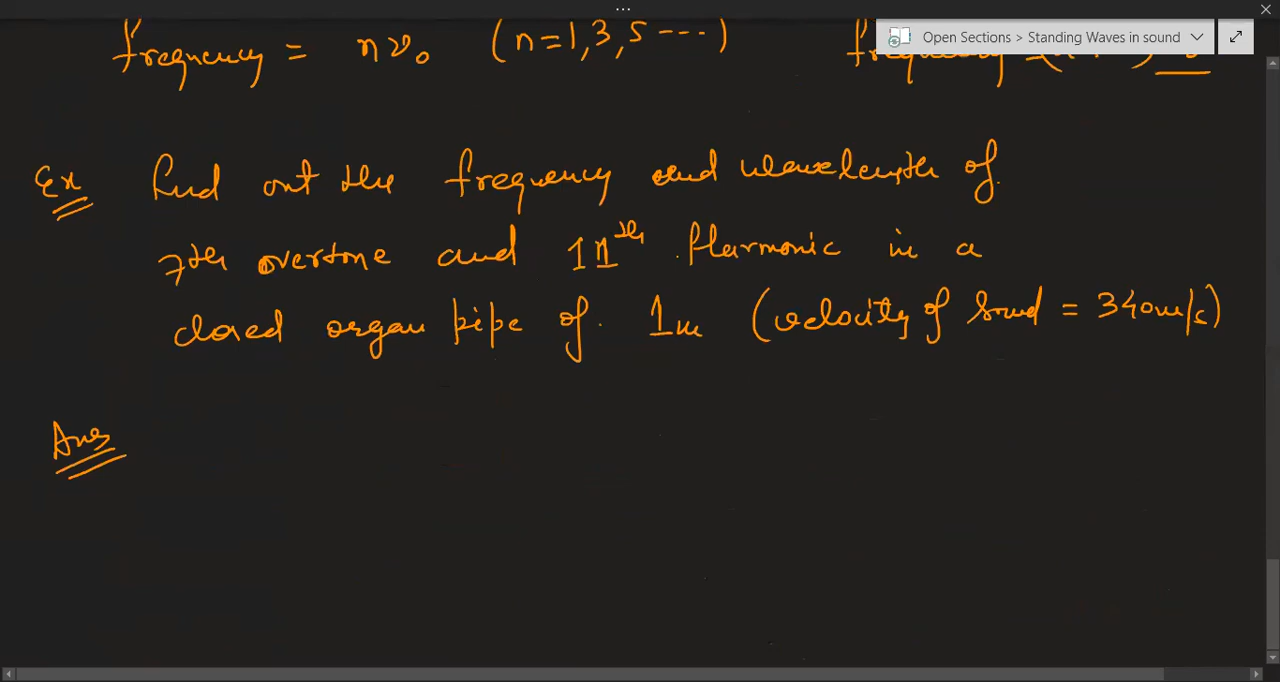 ...
Open Sections > Standing Waves in sound
frequency = nν₀ (n=1,3,5 ---) frequency
Ex Find out the frequency and wavelength of
7th overtone and 11th Harmonic in a
closed organ pipe of 1m (velocity of sound = 340m/s)
Ans